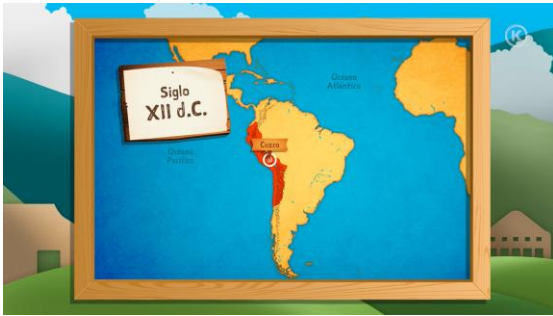 Siglo
XII d.C.
Océano
Atlántico
Cuzco
Océano
Pacífico
K